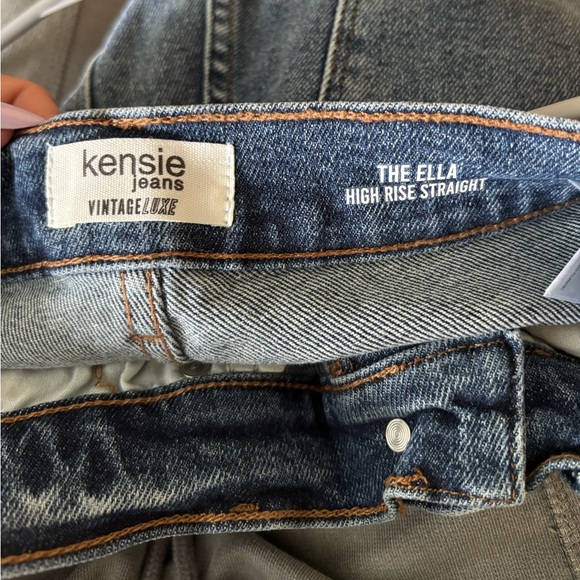 kensie
jeans
VINTAGELUXE
THE ELLA
HIGH RISE STRAIGHT